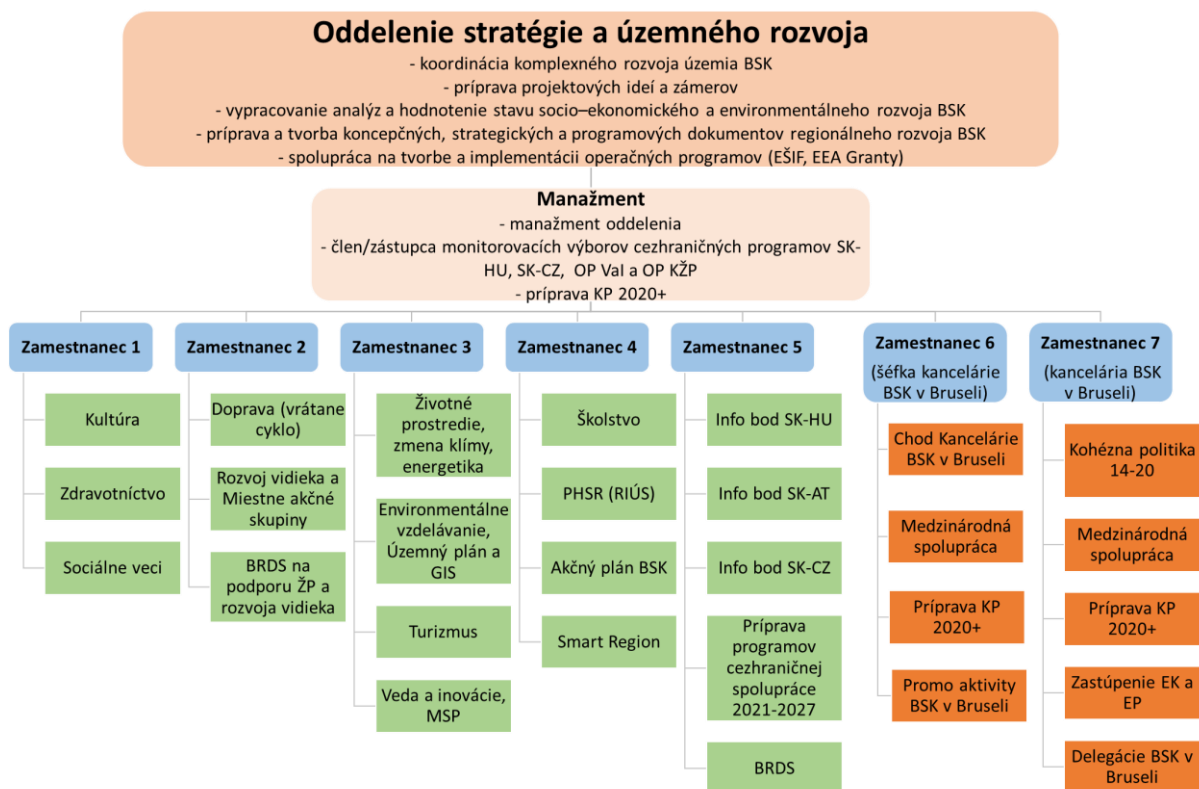 Oddelenie stratégie a územného rozvoja
- koordinácia komplexného rozvoja územia BSK
- príprava projektových ideí a zámerov
- vypracovanie analýz a hodnotenie stavu socio–ekonomického a environmentálneho rozvoja BSK
- príprava a tvorba koncepčných, strategických a programových dokumentov regionálneho rozvoja BSK
- spolupráca na tvorbe a implementácii operačných programov (EŠIF, EEA Granty)
Manažment
- manažment oddelenia
- člen/zástupca monitorovacích výborov cezhraničných programov SK-
HU, SK-CZ, OP Val a OP KŽP
- príprava KP 2020+
Zamestnanec 1
Kultúra
Zdravotníctvo
Sociálne veci
Zamestnanec 2
Doprava (vrátane
cyklo)
Rozvoj vidieka a
Miestne akčné
skupiny
BRDS na
podporu ŽP a
rozvoja vidieka
Zamestnanec 3
Životné
prostredie,
zmena klímy,
energetika
Environmentálne
vzdelávanie,
Územný plán a
GIS
Turizmus
Veda a inovácie,
MSP
Zamestnanec 4
Školstvo
PHSR (RIÚS)
Akčný plán BSK
Smart Region
Zamestnanec 5
Info bod SK-HU
Info bod SK-AT
Info bod SK-CZ
Príprava
programov
cezhraničnej
spolupráce
2021-2027
BRDS
Zamestnanec 6
(šéfka kancelárie
BSK v Bruseli)
Chod Kancelárie
BSK v Bruseli
Medzinárodná
spolupráca
Príprava KP
2020+
Promo aktivity
BSK v Bruseli
Zamestnanec 7
(kancelária BSK
v Bruseli)
Kohézna politika
14-20
Medzinárodná
spolupráca
Príprava KP
2020+
Zastúpenie EK a
EP
Delegácie BSK v
Bruseli